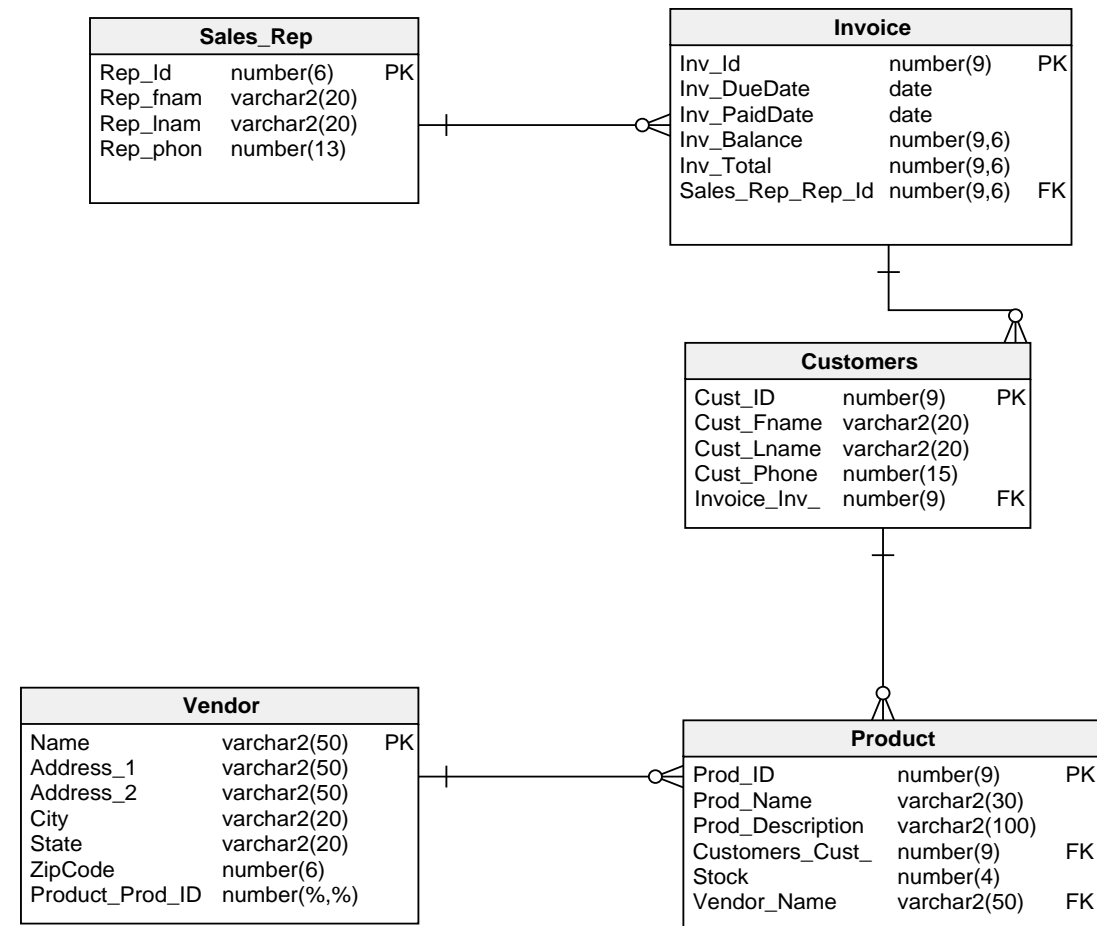 Sales_Rep
Rep_Id number(6) PK
Rep_fnam varchar2(20)
Rep_lnam varchar2(20)
Rep_phon number(13)
Invoice
Inv_Id number(9) PK
Inv_DueDate date
Inv_PaidDate date
Inv_Balance number(9,6)
Inv_Total number(9,6)
Sales_Rep_Rep_Id number(9,6) FK
Customers
Cust_ID number(9) PK
Cust_Fname varchar2(20)
Cust_Lname varchar2(20)
Cust_Phone number(15)
Invoice_Inv_ number(9) FK
Vendor
Name varchar2(50) PK
Address_1 varchar2(50)
Address_2 varchar2(50)
City varchar2(20)
State varchar2(20)
ZipCode number(6)
Product_Prod_ID number(%,%)
Product
Prod_ID number(9) PK
Prod_Name varchar2(30)
Prod_Description varchar2(100)
Customers_Cust_ number(9) FK
Stock number(4)
Vendor_Name varchar2(50) FK